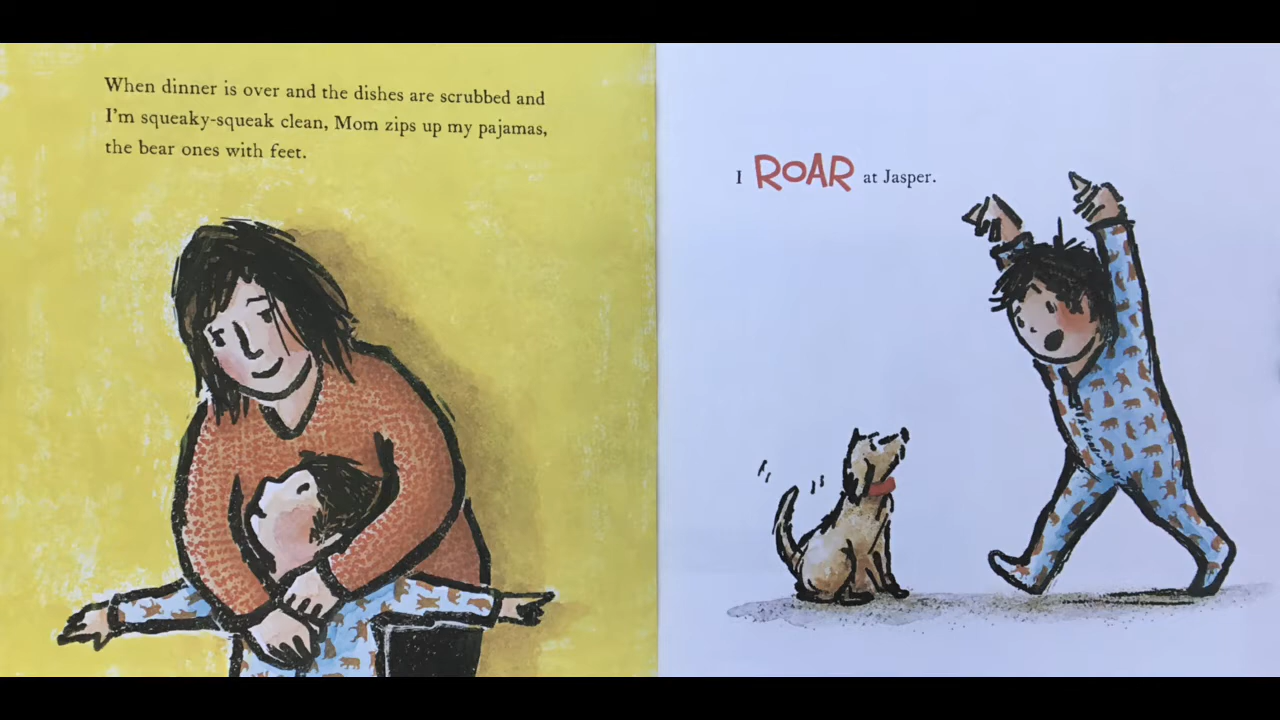 When dinner is over and the dishes are scrubbed and
I'm squeaky-squeak clean, Mom zips up my pajamas,
the bear ones with feet.
I ROAR at Jasper.